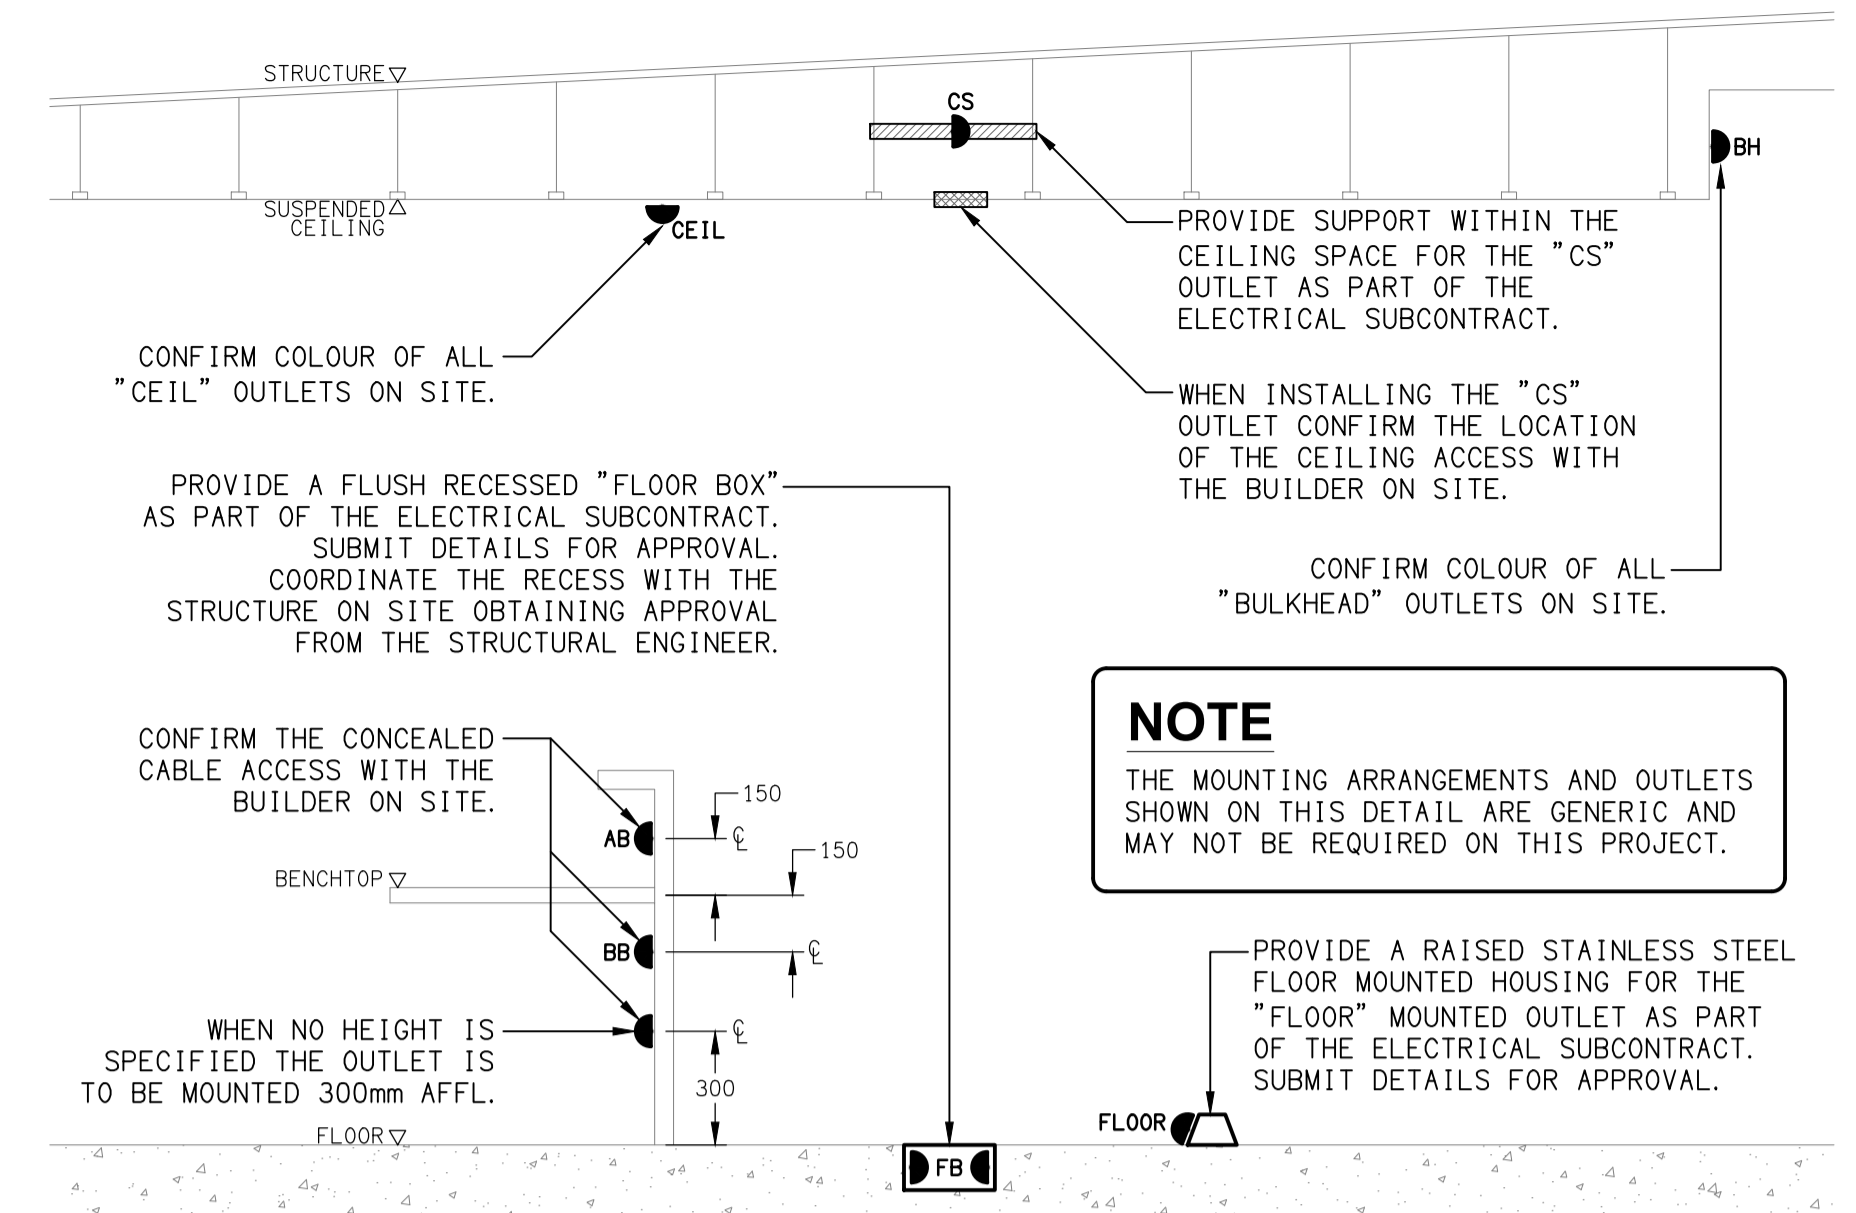 STRUCTURE
CS
BH
SUSPENDED
CEILING
CEIL
PROVIDE SUPPORT WITHIN THE
CEILING SPACE FOR THE "CS"
OUTLET AS PART OF THE
ELECTRICAL SUBCONTRACT.
CONFIRM COLOUR OF ALL
"CEIL" OUTLETS ON SITE.
WHEN INSTALLING THE "CS"
OUTLET CONFIRM THE LOCATION
OF THE CEILING ACCESS WITH
THE BUILDER ON SITE.
PROVIDE A FLUSH RECESSED "FLOOR BOX"
AS PART OF THE ELECTRICAL SUBCONTRACT.
SUBMIT DETAILS FOR APPROVAL.
COORDINATE THE RECESS WITH THE
STRUCTURE ON SITE OBTAINING APPROVAL
FROM THE STRUCTURAL ENGINEER.
CONFIRM COLOUR OF ALL
"BULKHEAD" OUTLETS ON SITE.
NOTE
THE MOUNTING ARRANGEMENTS AND OUTLETS
SHOWN ON THIS DETAIL ARE GENERIC AND
MAY NOT BE REQUIRED ON THIS PROJECT.
CONFIRM THE CONCEALED
CABLE ACCESS WITH THE
BUILDER ON SITE.
150
AB
℄
150
BENCHTOP
BB
℄
WHEN NO HEIGHT IS
SPECIFIED THE OUTLET IS
TO BE MOUNTED 300mm AFFL.
℄
300
FLOOR
PROVIDE A RAISED STAINLESS STEEL
FLOOR MOUNTED HOUSING FOR THE
"FLOOR" MOUNTED OUTLET AS PART
OF THE ELECTRICAL SUBCONTRACT.
SUBMIT DETAILS FOR APPROVAL.
FLOOR
FB